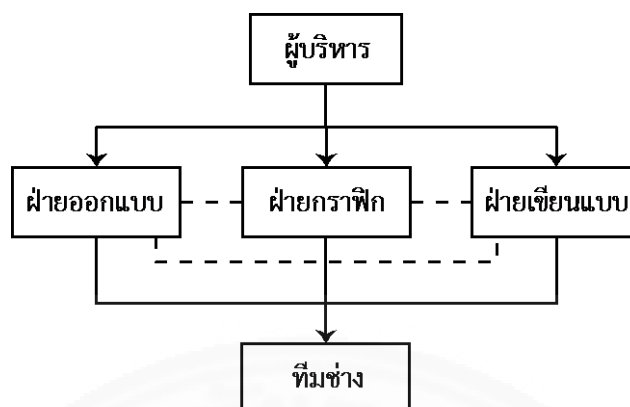 ผู้บริหาร
ฝ่ายออกแบบ
ฝ่ายกราฟิก
ฝ่ายเขียนแบบ
ทีมช่าง